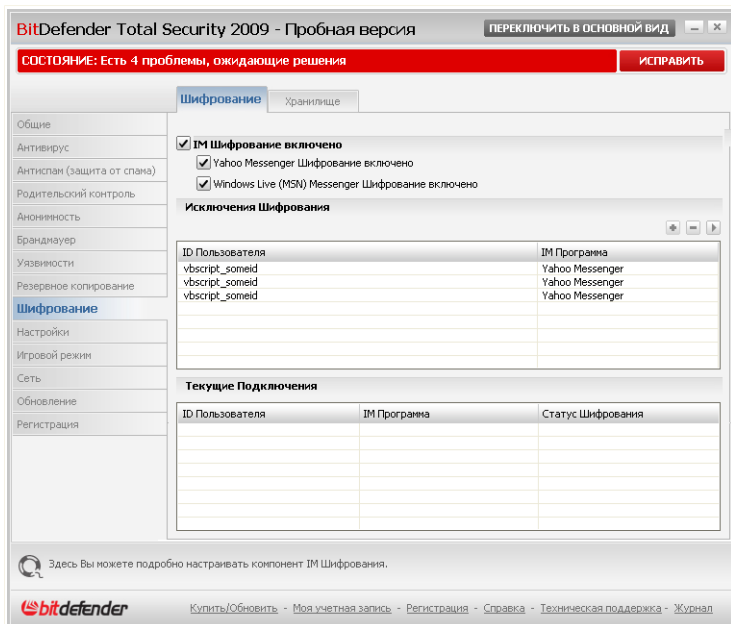 BitDefender Total Security 2009 - Пробная версия
ПЕРЕКЛЮЧИТЬ В ОСНОВНОЙ ВИД
СОСТОЯНИЕ: Есть 4 проблемы, ожидающие решения
ИСПРАВИТЬ
Шифрование
Хранилище
Общие
Антивирус
Антиспам (защита от спама)
Родительский контроль
Анонимность
Брандмауер
Уязвимости
Резервное копирование
Шифрование
Настройки
Игровой режим
Сеть
Обновление
Регистрация
IM Шифрование включено
Yahoo Messenger Шифрование включено
Windows Live (MSN) Messenger Шифрование включено
Исключения Шифрования
ID Пользователя IM Программа
vbscript_someid Yahoo Messenger
vbscript_someid Yahoo Messenger
vbscript_someid Yahoo Messenger
Текущие Подключения
ID Пользователя IM Программа Статус Шифрования
Здесь Вы можете подробно настраивать компонент IM Шифрования.
bitdefender
Купить/Обновить - Моя учетная запись - Регистрация - Справка - Техническая поддержка - Журнал